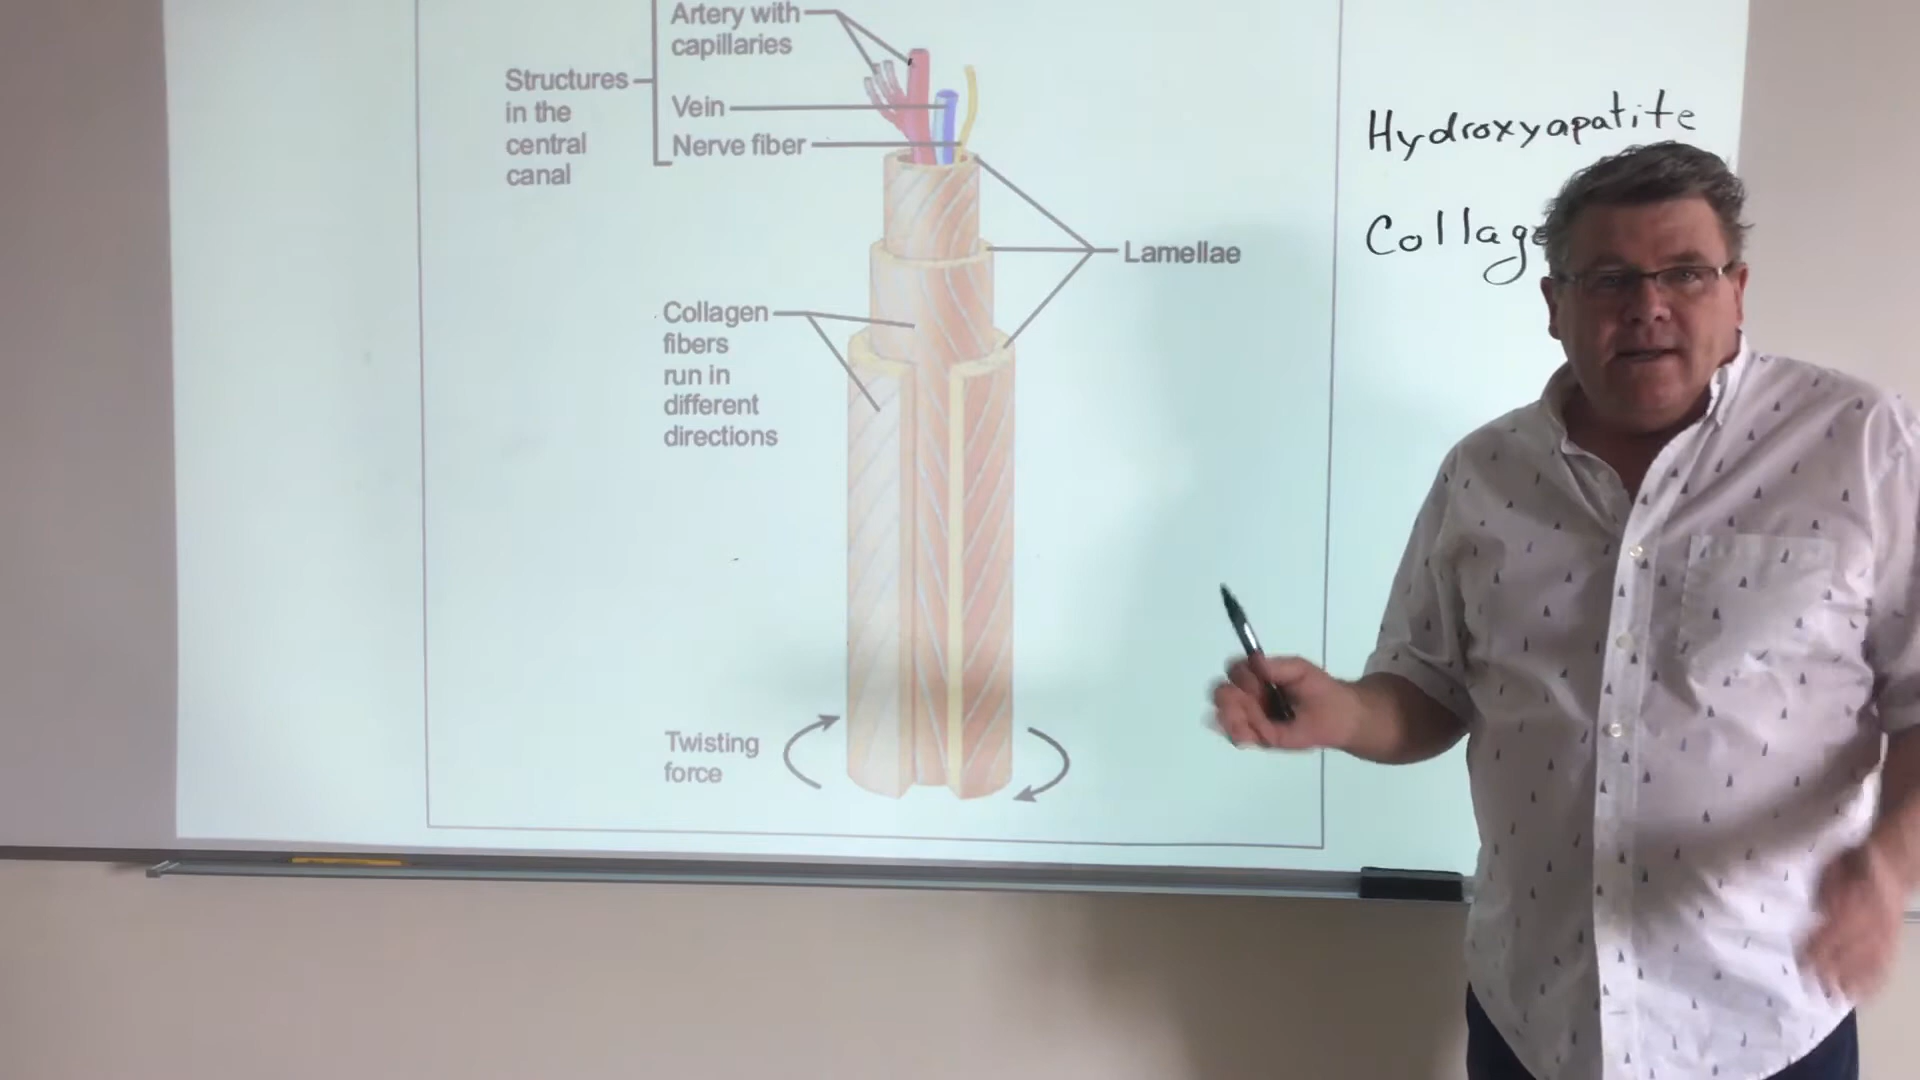 Artery with
capillaries
Structures
in the
central
canal
Vein
Nerve fiber
Lamellae
Collagen
fibers
run in
different
directions
Twisting
force
Hydroxyapatite